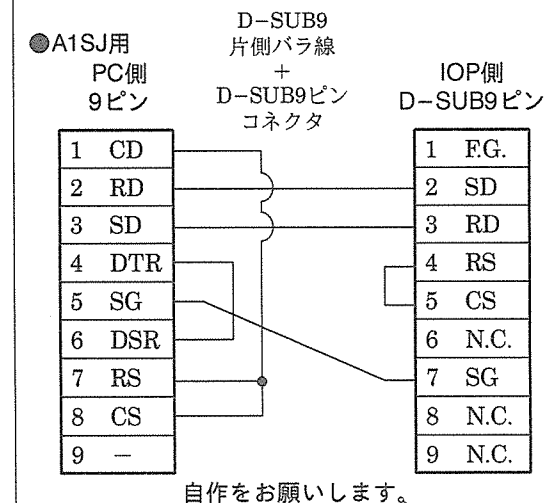 D−SUB9
●A1SJ用
片側バラ線
PC側
+
IOP側
9ピン
D−SUB9ピン
コネクタ
D−SUB9ピン
1 CD
1 F.G.
2 RD
2 SD
3 SD
3 RD
4 DTR
4 RS
5 SG
5 CS
6 DSR
6 N.C.
7 RS
7 SG
8 CS
8 N.C.
9 −
9 N.C.
自作をお願いします。